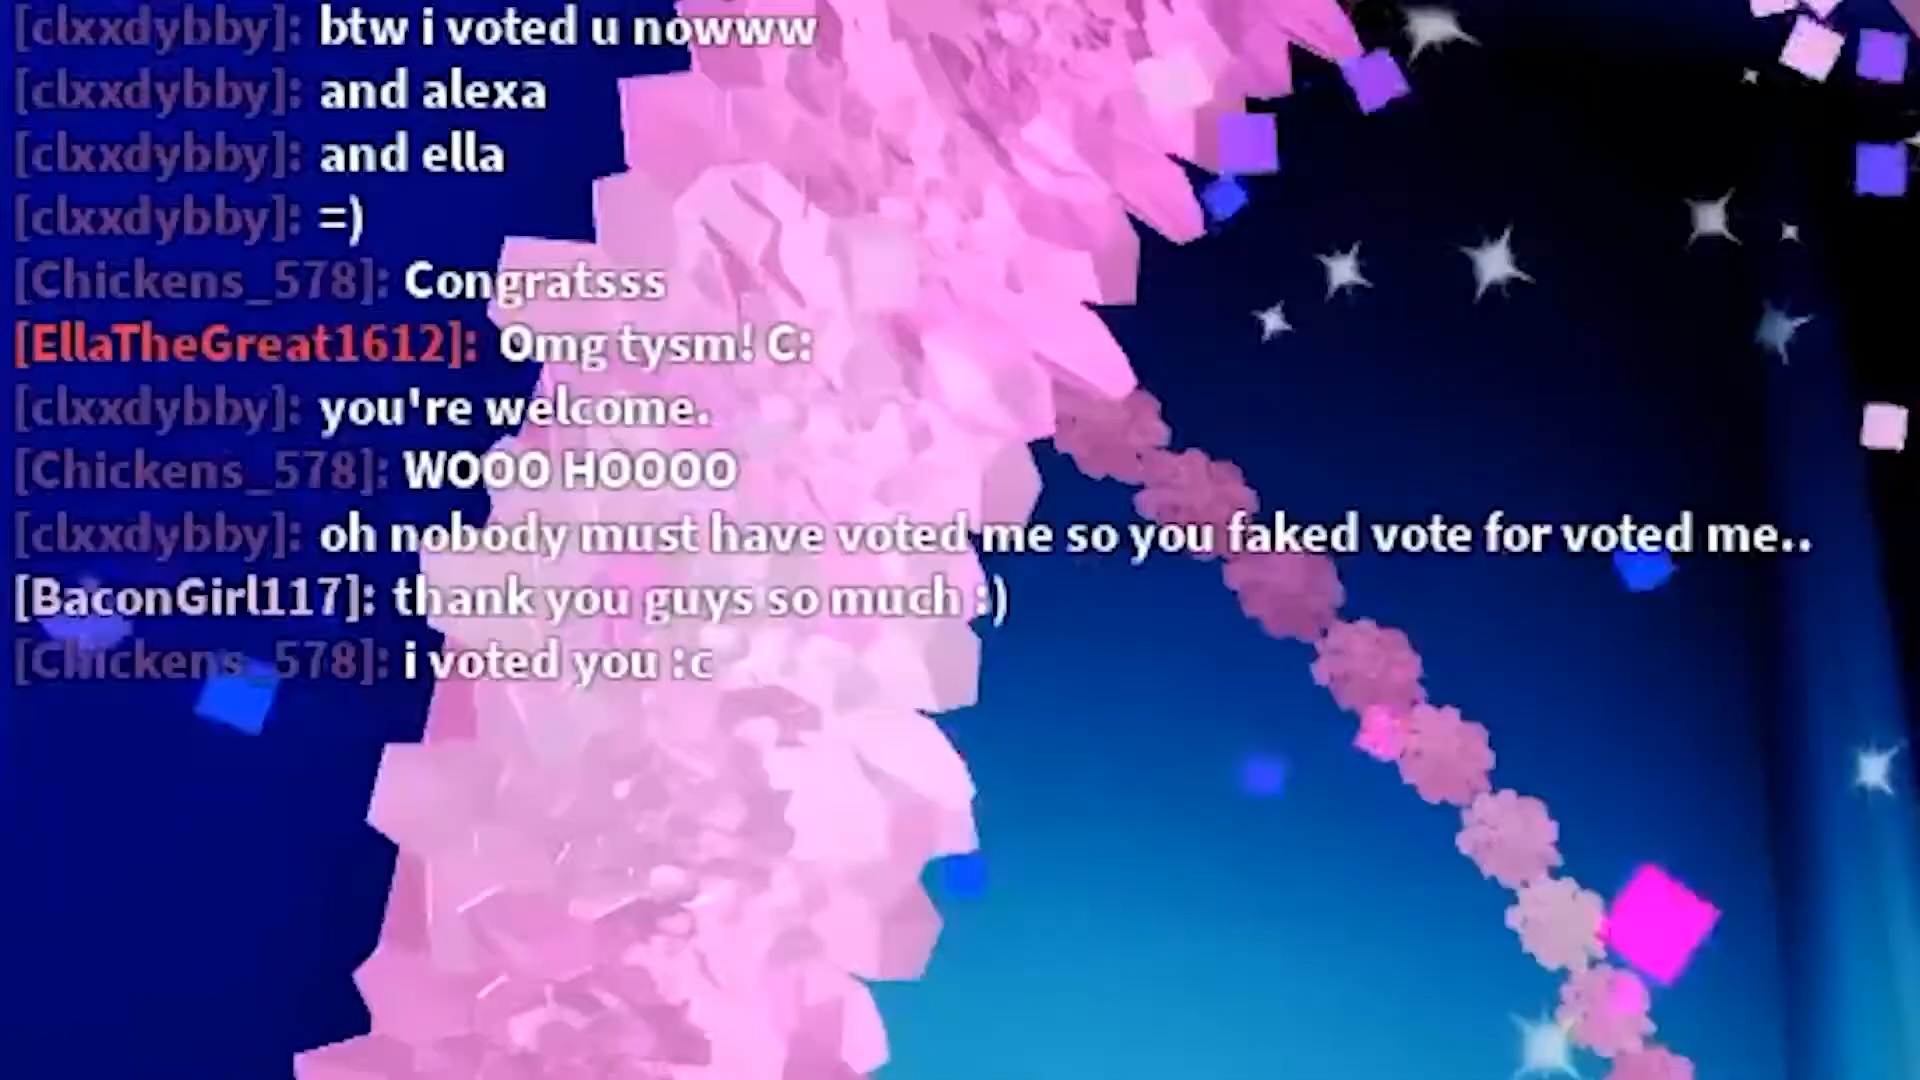 [clxxdybby]: btw i voted u nowww
[clxxdybby]: and alexa
[clxxdybby]: and ella
[clxxdybby]: =)
[Chickens_578]: Congratsss
[EllaTheGreat1612]: Omg tysm! C:
[clxxdybby]: you're welcome.
[Chickens_578]: WOOO HOOOO
[clxxdybby]: oh nobody must have voted me so you faked vote for voted me..
[BaconGirl117]: thank you guys so much :)
[Chickens_578]: i voted you :c